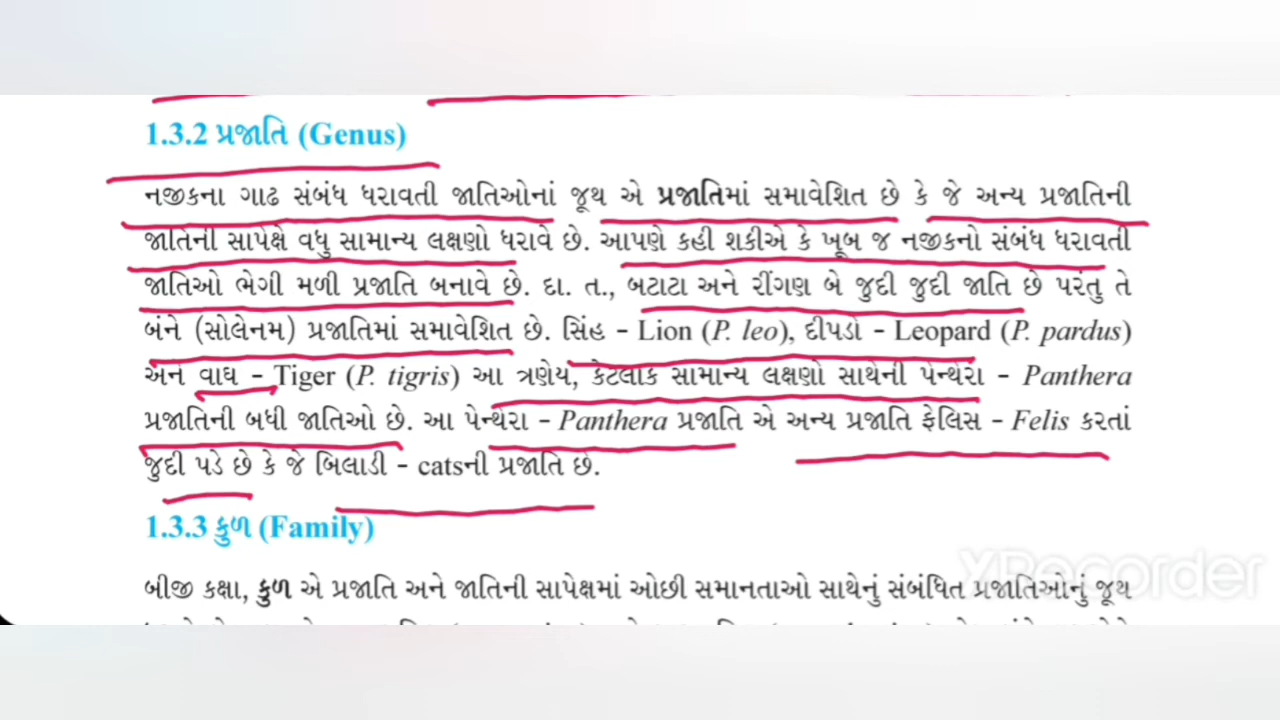 1.3.2 પ્રજાતિ (Genus)
નજીકના ગાઢ સંબંધ ધરાવતી જાતિઓનાં જૂથ એ પ્રજાતિમાં સમાવેશિત છે કે જે અન્ય પ્રજાતિની
જાતિની સાપેક્ષે વધુ સામાન્ય લક્ષણો ધરાવે છે. આપણે કહી શકીએ કે ખૂબ જ નજીકનો સંબંધ ધરાવતી
જાતિઓ ભેગી મળી પ્રજાતિ બનાવે છે. દા. ત., બટાટા અને રીંગણ બે જુદી જુદી જાતિ છે પરંતુ તે
બંને (સોલેનમ) પ્રજાતિમાં સમાવેશિત છે. સિંહ – Lion (P. leo), દીપડો – Leopard (P. pardus)
અને વાઘ – Tiger (P. tigris) આ ત્રણેય, કેટલાક સામાન્ય લક્ષણો સાથેની પેન્થેરા – Panthera
પ્રજાતિની બધી જાતિઓ છે. આ પેન્થેરા – Panthera પ્રજાતિ એ અન્ય પ્રજાતિ ફેલિસ – Felis કરતાં
જુદી પડે છે કે જે બિલાડી – catsની પ્રજાતિ છે.
1.3.3 કુળ (Family)
XRecorder
બીજી કક્ષા, કુળ એ પ્રજાતિ અને જાતિની સાપેક્ષમાં ઓછી સમાનતાઓ સાથેનું સંબંધિત પ્રજાતિઓનું જૂથ